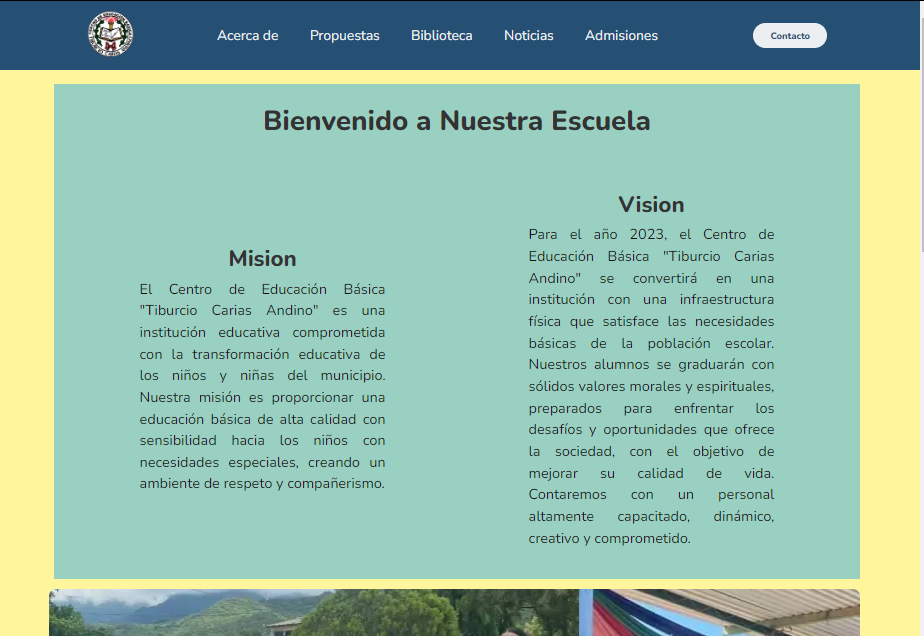 Acerca de Propuestas Biblioteca Noticias Admisiones Contacto
Bienvenido a Nuestra Escuela
Mision
El Centro de Educación Básica
"Tiburcio Carias Andino" es una
institución educativa comprometida
con la transformación educativa de
los niños y niñas del municipio.
Nuestra misión es proporcionar una
educación básica de alta calidad con
sensibilidad hacia los niños con
necesidades especiales, creando un
ambiente de respeto y compañerismo.
Vision
Para el año 2023, el Centro de
Educación Básica "Tiburcio Carias
Andino" se convertirá en una
institución con una infraestructura
física que satisface las necesidades
básicas de la población escolar.
Nuestros alumnos se graduarán con
sólidos valores morales y espirituales,
preparados para enfrentar los
desafíos y oportunidades que ofrece
la sociedad, con el objetivo de
mejorar su calidad de vida.
Contaremos con un personal
altamente capacitado, dinámico,
creativo y comprometido.